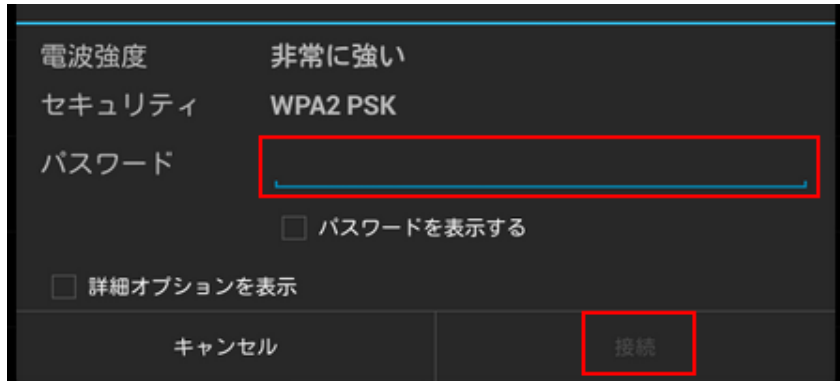 電波強度 非常に強い
セキュリティ WPA2 PSK
パスワード
パスワードを表示する
詳細オプションを表示
キャンセル 接続